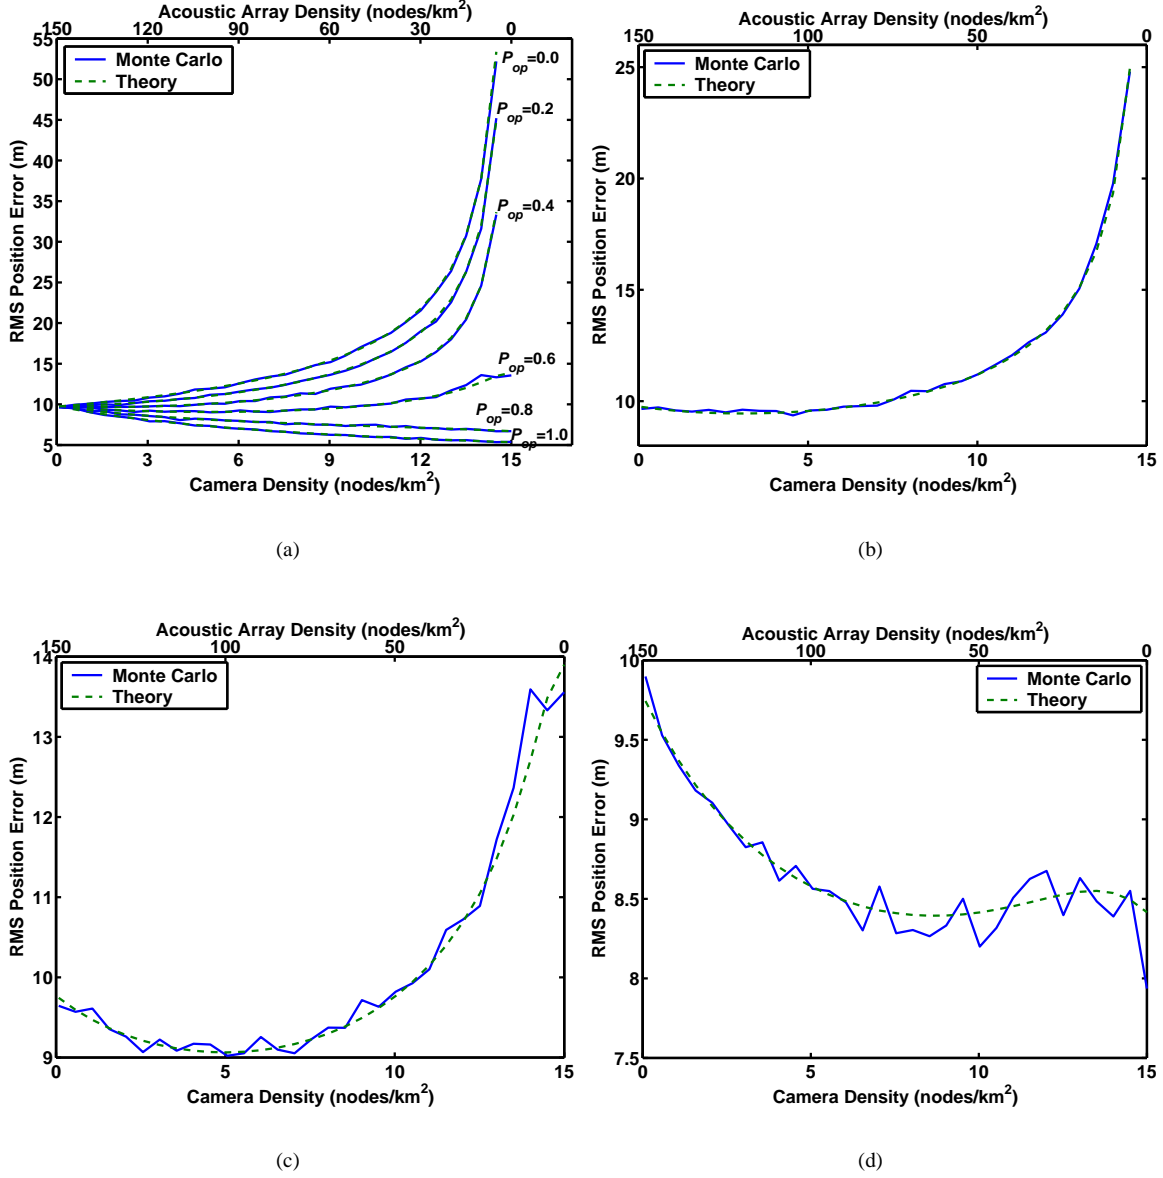 Acoustic Array Density (nodes/km²)
150 120 90 60 30 0
55
50
45
40
35
30
25
20
15
10
5
RMS Position Error (m)
Monte Carlo
Theory
P_op=0.0
P_op=0.2
P_op=0.4
P_op=0.6
P_op=0.8
P_op=1.0
0 3 6 9 12 15
Camera Density (nodes/km²)
(a)
Acoustic Array Density (nodes/km²)
150 100 50 0
25
20
15
10
RMS Position Error (m)
Monte Carlo
Theory
0 5 10 15
Camera Density (nodes/km²)
(b)
Acoustic Array Density (nodes/km²)
150 100 50 0
14
13
12
11
10
9
RMS Position Error (m)
Monte Carlo
Theory
0 5 10 15
Camera Density (nodes/km²)
(c)
Acoustic Array Density (nodes/km²)
150 100 50 0
10
9.5
9
8.5
8
7.5
RMS Position Error (m)
Monte Carlo
Theory
0 5 10 15
Camera Density (nodes/km²)
(d)